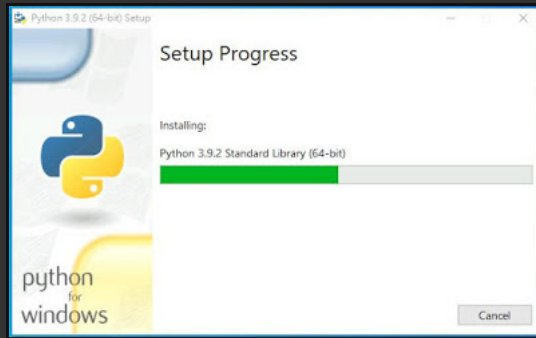 Python 3.9.2 (64-bit) Setup
Setup Progress
Installing:
Python 3.9.2 Standard Library (64-bit)
python
for
windows
Cancel